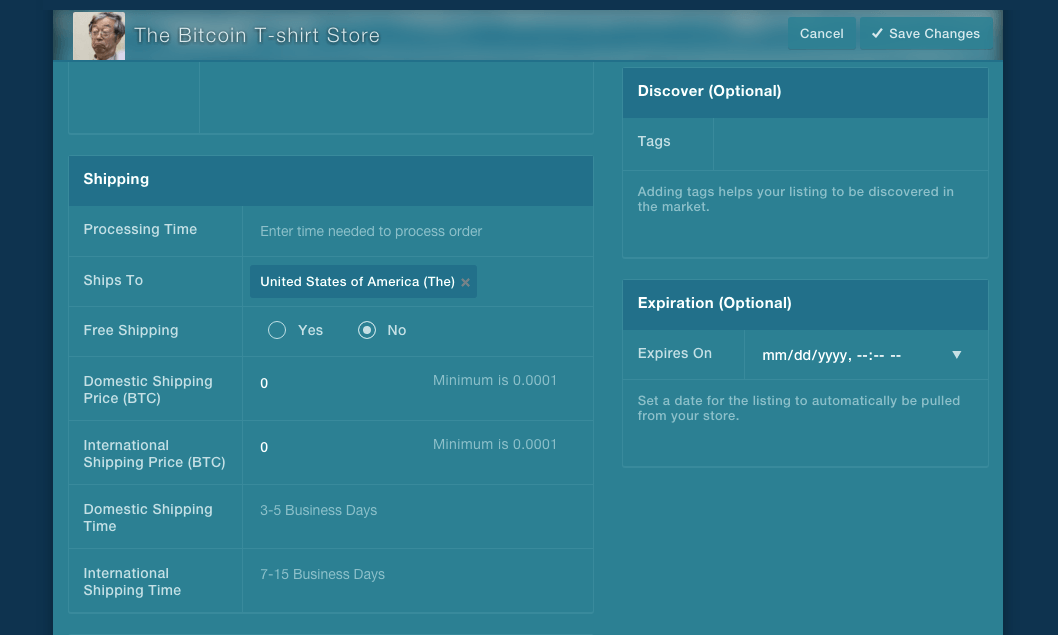 The Bitcoin T-shirt Store
Cancel
✓ Save Changes
Shipping
Processing Time
Enter time needed to process order
Ships To
United States of America (The) ×
Free Shipping
Yes
No
Domestic Shipping
Price (BTC)
0
Minimum is 0.0001
International
Shipping Price (BTC)
0
Minimum is 0.0001
Domestic Shipping
Time
3-5 Business Days
International
Shipping Time
7-15 Business Days
Discover (Optional)
Tags
Adding tags helps your listing to be discovered in
the market.
Expiration (Optional)
Expires On
mm/dd/yyyy, --:-- --
Set a date for the listing to automatically be pulled
from your store.